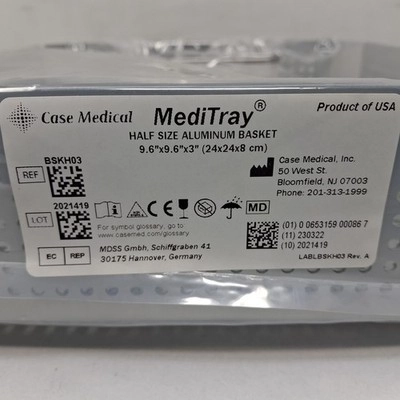 Case Medical
MediTray®
Product of USA
HALF SIZE ALUMINUM BASKET
9.6"x9.6"x3" (24x24x8 cm)
REF
BSKH03
Case Medical, Inc.
50 West St.
Bloomfield, NJ 07003
Phone: 201-313-1999
LOT
2021419
CE
MD
For symbol glossary, go to
www.casemed.com/glossary
(01) 0 0653159 00086 7
(11) 230322
(10) 2021419
EC REP
MDSS Gmbh, Schiffgraben 41
30175 Hannover, Germany
LABLBSKH03 Rev. A